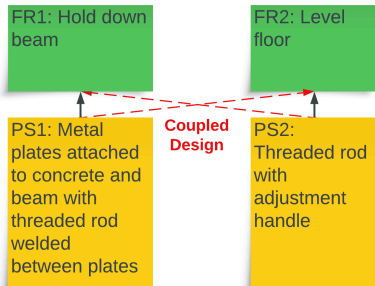 FR1: Hold down
beam
FR2: Level
floor
Coupled
Design
PS1: Metal
plates attached
to concrete and
beam with
threaded rod
welded
between plates
PS2:
Threaded rod
with
adjustment
handle